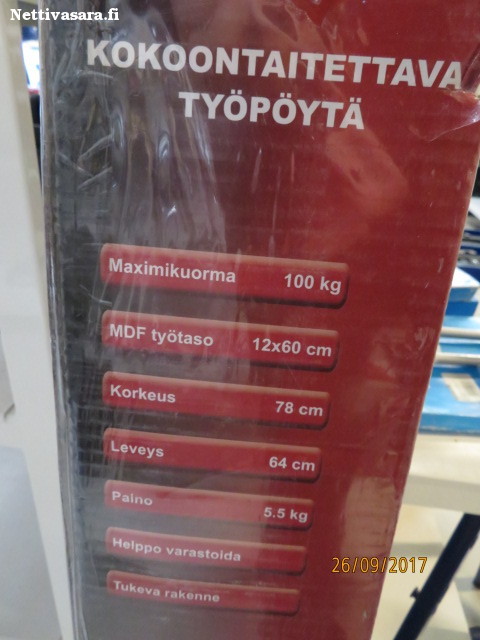 Nettivasara.fi
KOKOONTAITETTAVA
TYÖPÖYTÄ
Maximikuorma 100 kg
MDF työtaso 12x60 cm
Korkeus 78 cm
Leveys 64 cm
Paino 5.5 kg
Helppo varastoida
Tukeva rakenne
26/09/2017